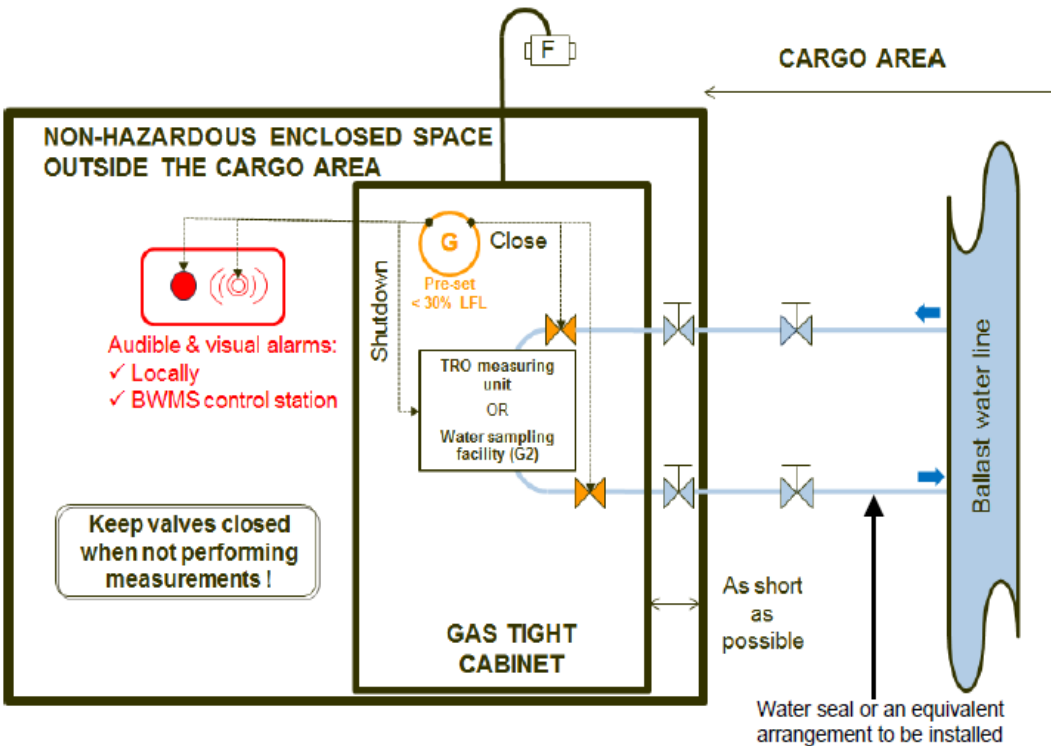 F
CARGO AREA
NON-HAZARDOUS ENCLOSED SPACE
OUTSIDE THE CARGO AREA
G
Close
Pre-set
< 30% LFL
Shutdown
Audible & visual alarms:
✓ Locally
✓ BWMS control station
TRO measuring
unit
OR
Water sampling
facility (G2)
Ballast water line
Keep valves closed
when not performing
measurements !
As short
as
possible
GAS TIGHT
CABINET
Water seal or an equivalent
arrangement to be installed